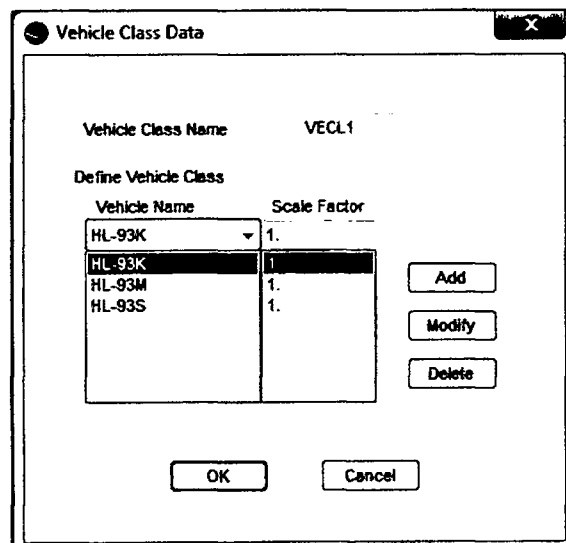 Vehicle Class Data
Vehicle Class Name VECL1
Define Vehicle Class
Vehicle Name Scale Factor
HL-93K 1.
HL-93K 1.
HL-93M 1.
HL-93S 1.
Add
Modify
Delete
OK Cancel